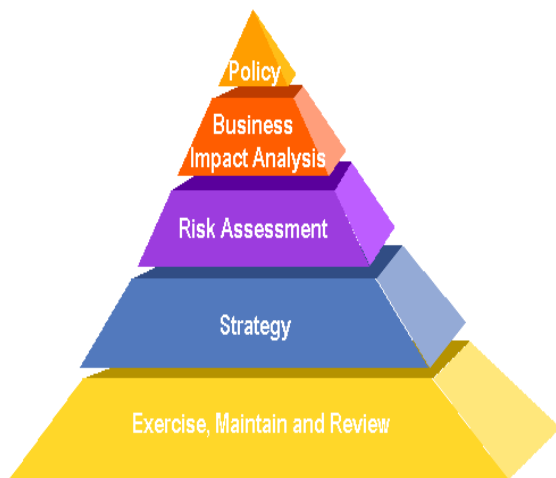 Policy
Business
Impact Analysis
Risk Assessment
Strategy
Exercise, Maintain and Review